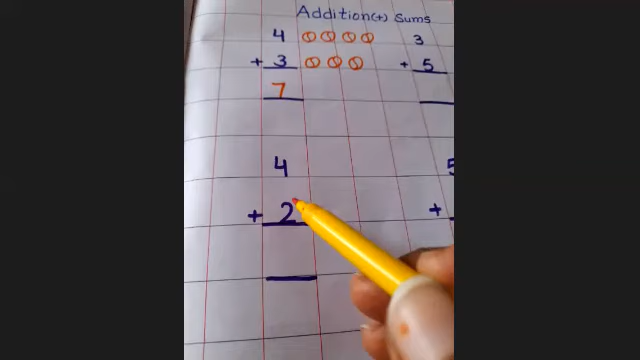 Addition(+) Sums
4 3
+ 3 + 5
7
4 5
+ 2 +